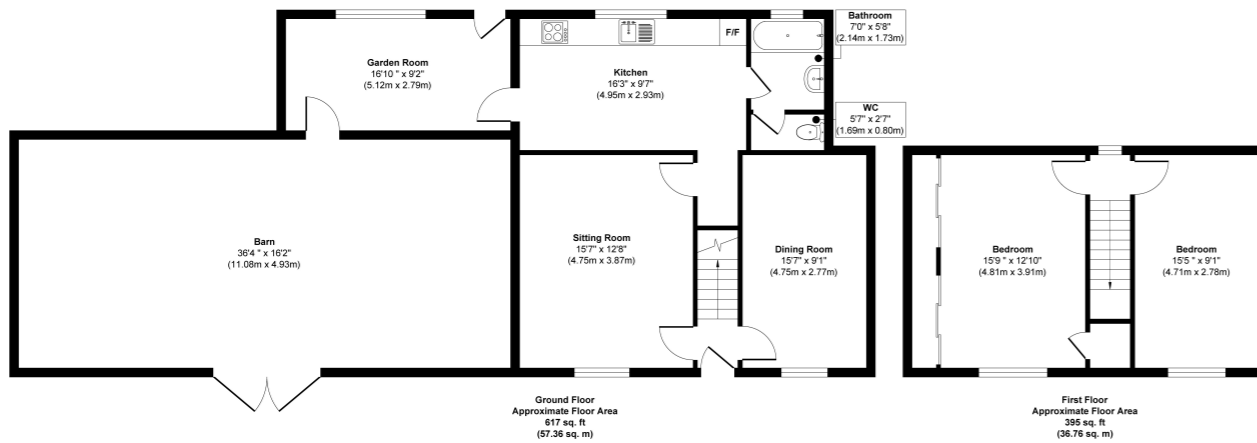 Bathroom
7'0" x 5'8"
(2.14m x 1.73m)
Garden Room
16'10 " x 9'2"
(5.12m x 2.79m)
F/F
Kitchen
16'3" x 9'7"
(4.95m x 2.93m)
WC
5'7" x 2'7"
(1.69m x 0.80m)
Barn
36'4 " x 16'2"
(11.08m x 4.93m)
Sitting Room
15'7" x 12'8"
(4.75m x 3.87m)
Dining Room
15'7" x 9'1"
(4.75m x 2.77m)
Bedroom
15'9 " x 12'10"
(4.81m x 3.91m)
Bedroom
15'5 " x 9'1"
(4.71m x 2.78m)
Ground Floor
Approximate Floor Area
617 sq. ft
(57.36 sq. m)
First Floor
Approximate Floor Area
395 sq. ft
(36.76 sq. m)